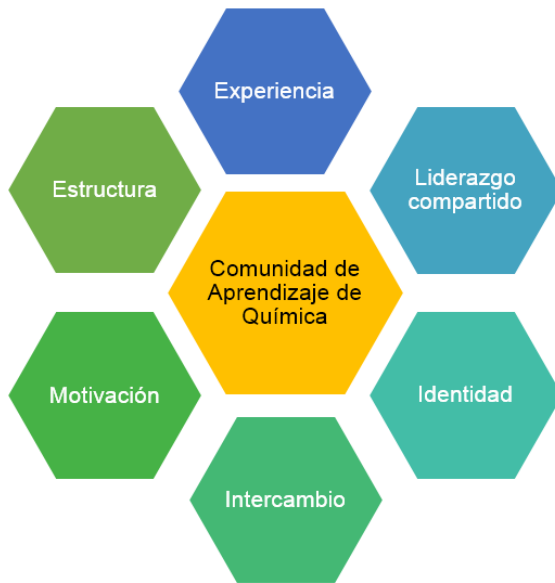 Experiencia
Estructura
Liderazgo
compartido
Comunidad de
Aprendizaje de
Química
Motivación
Identidad
Intercambio